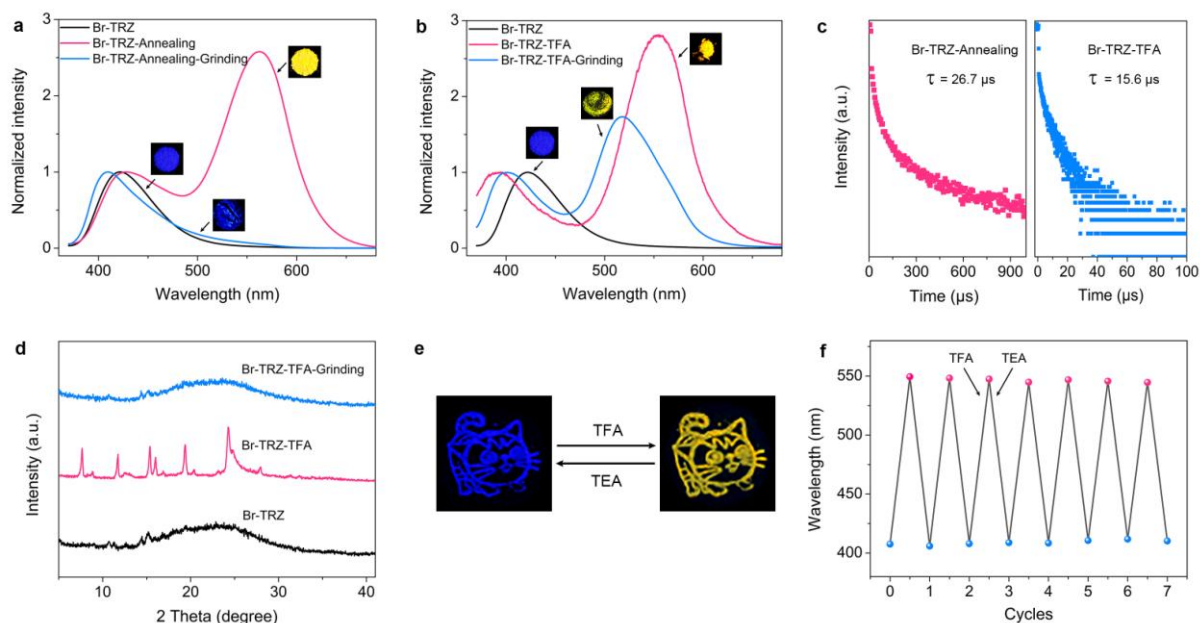 a
Br-TRZ
Br-TRZ-Annealing
Br-TRZ-Annealing-Grinding
Normalized intensity
3
2
1
0
400 500 600
Wavelength (nm)
b
Br-TRZ
Br-TRZ-TFA
Br-TRZ-TFA-Grinding
Normalized intensity
3
2
1
0
400 500 600
Wavelength (nm)
c
Br-TRZ-Annealing
τ = 26.7 μs
Br-TRZ-TFA
τ = 15.6 μs
Intensity (a.u.)
0 300 600 900
Time (μs)
0 20 40 60 80 100
Time (μs)
d
Br-TRZ-TFA-Grinding
Br-TRZ-TFA
Br-TRZ
Intensity (a.u.)
10 20 30 40
2 Theta (degree)
e
TFA
TEA
f
TFA TEA
Wavelength (nm)
550
500
450
400
0 1 2 3 4 5 6 7
Cycles